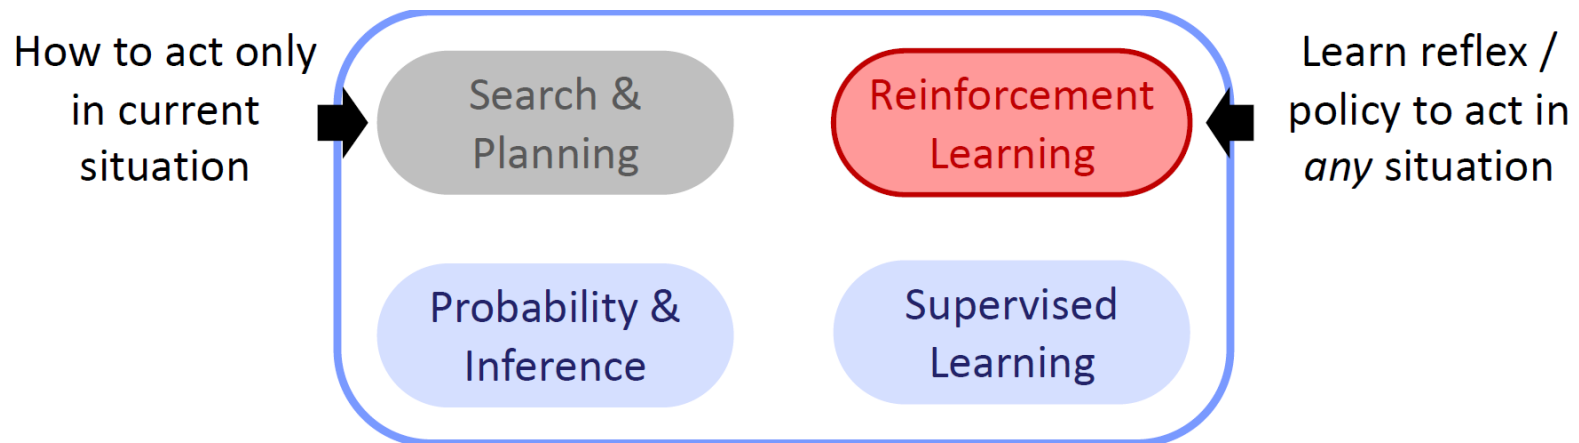 How to act only
in current
situation
Search &
Planning
Reinforcement
Learning
Learn reflex /
policy to act in
any situation
Probability &
Inference
Supervised
Learning